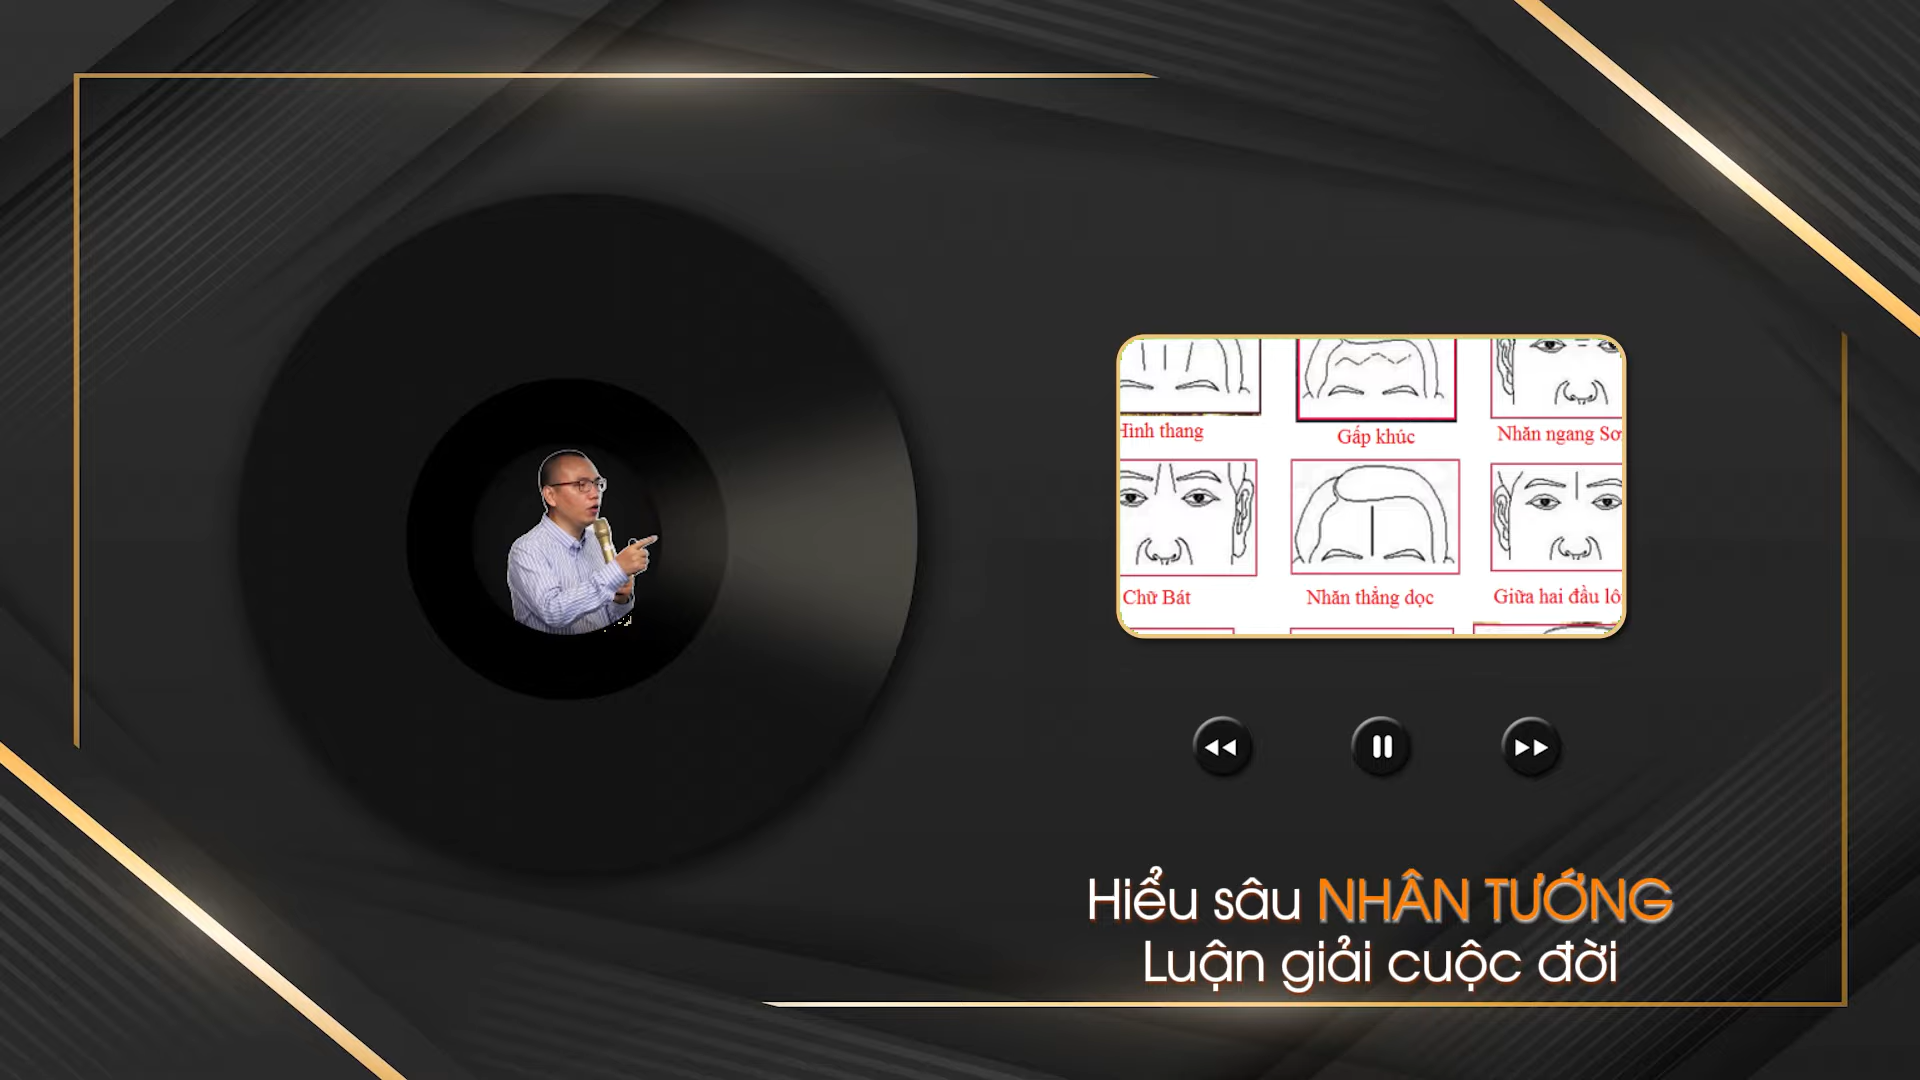 Hình thang
Gấp khúc
Nhăn ngang Sơ
Chữ Bát
Nhăn thẳng dọc
Giữa hai đầu lô
Hiểu sâu NHÂN TƯỚNG
Luận giải cuộc đời